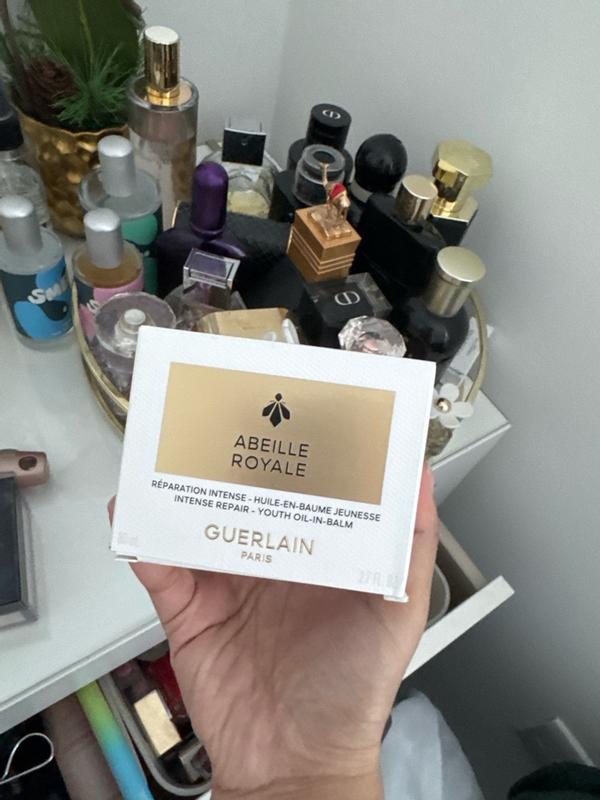 ABEILLE
ROYALE
RÉPARATION INTENSE - HUILE-EN-BAUME JEUNESSE
INTENSE REPAIR - YOUTH OIL-IN-BALM
GUERLAIN
PARIS